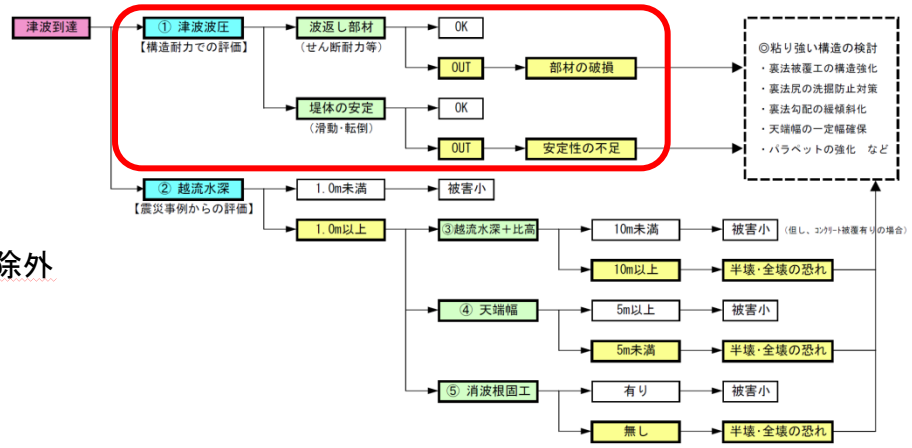 津波到達
① 津波波圧
【構造耐力での評価】
波返し部材
(せん断耐力等)
OK
OUT
部材の破損
堤体の安定
(滑動・転倒)
OK
OUT
安定性の不足
◎粘り強い構造の検討
・裏法被覆工の構造強化
・裏法尻の洗掘防止対策
・裏法勾配の緩傾斜化
・天端幅の一定幅確保
・パラペットの強化 など
② 越流水深
【震災事例からの評価】
1.0m未満
被害小
1.0m以上
③越流水深+比高
10m未満
被害小
(但し、コンクリート被覆有りの場合)
10m以上
半壊・全壊の恐れ
除外
④ 天端幅
5m以上
被害小
5m未満
半壊・全壊の恐れ
⑤ 消波根固工
有り
被害小
無し
半壊・全壊の恐れ